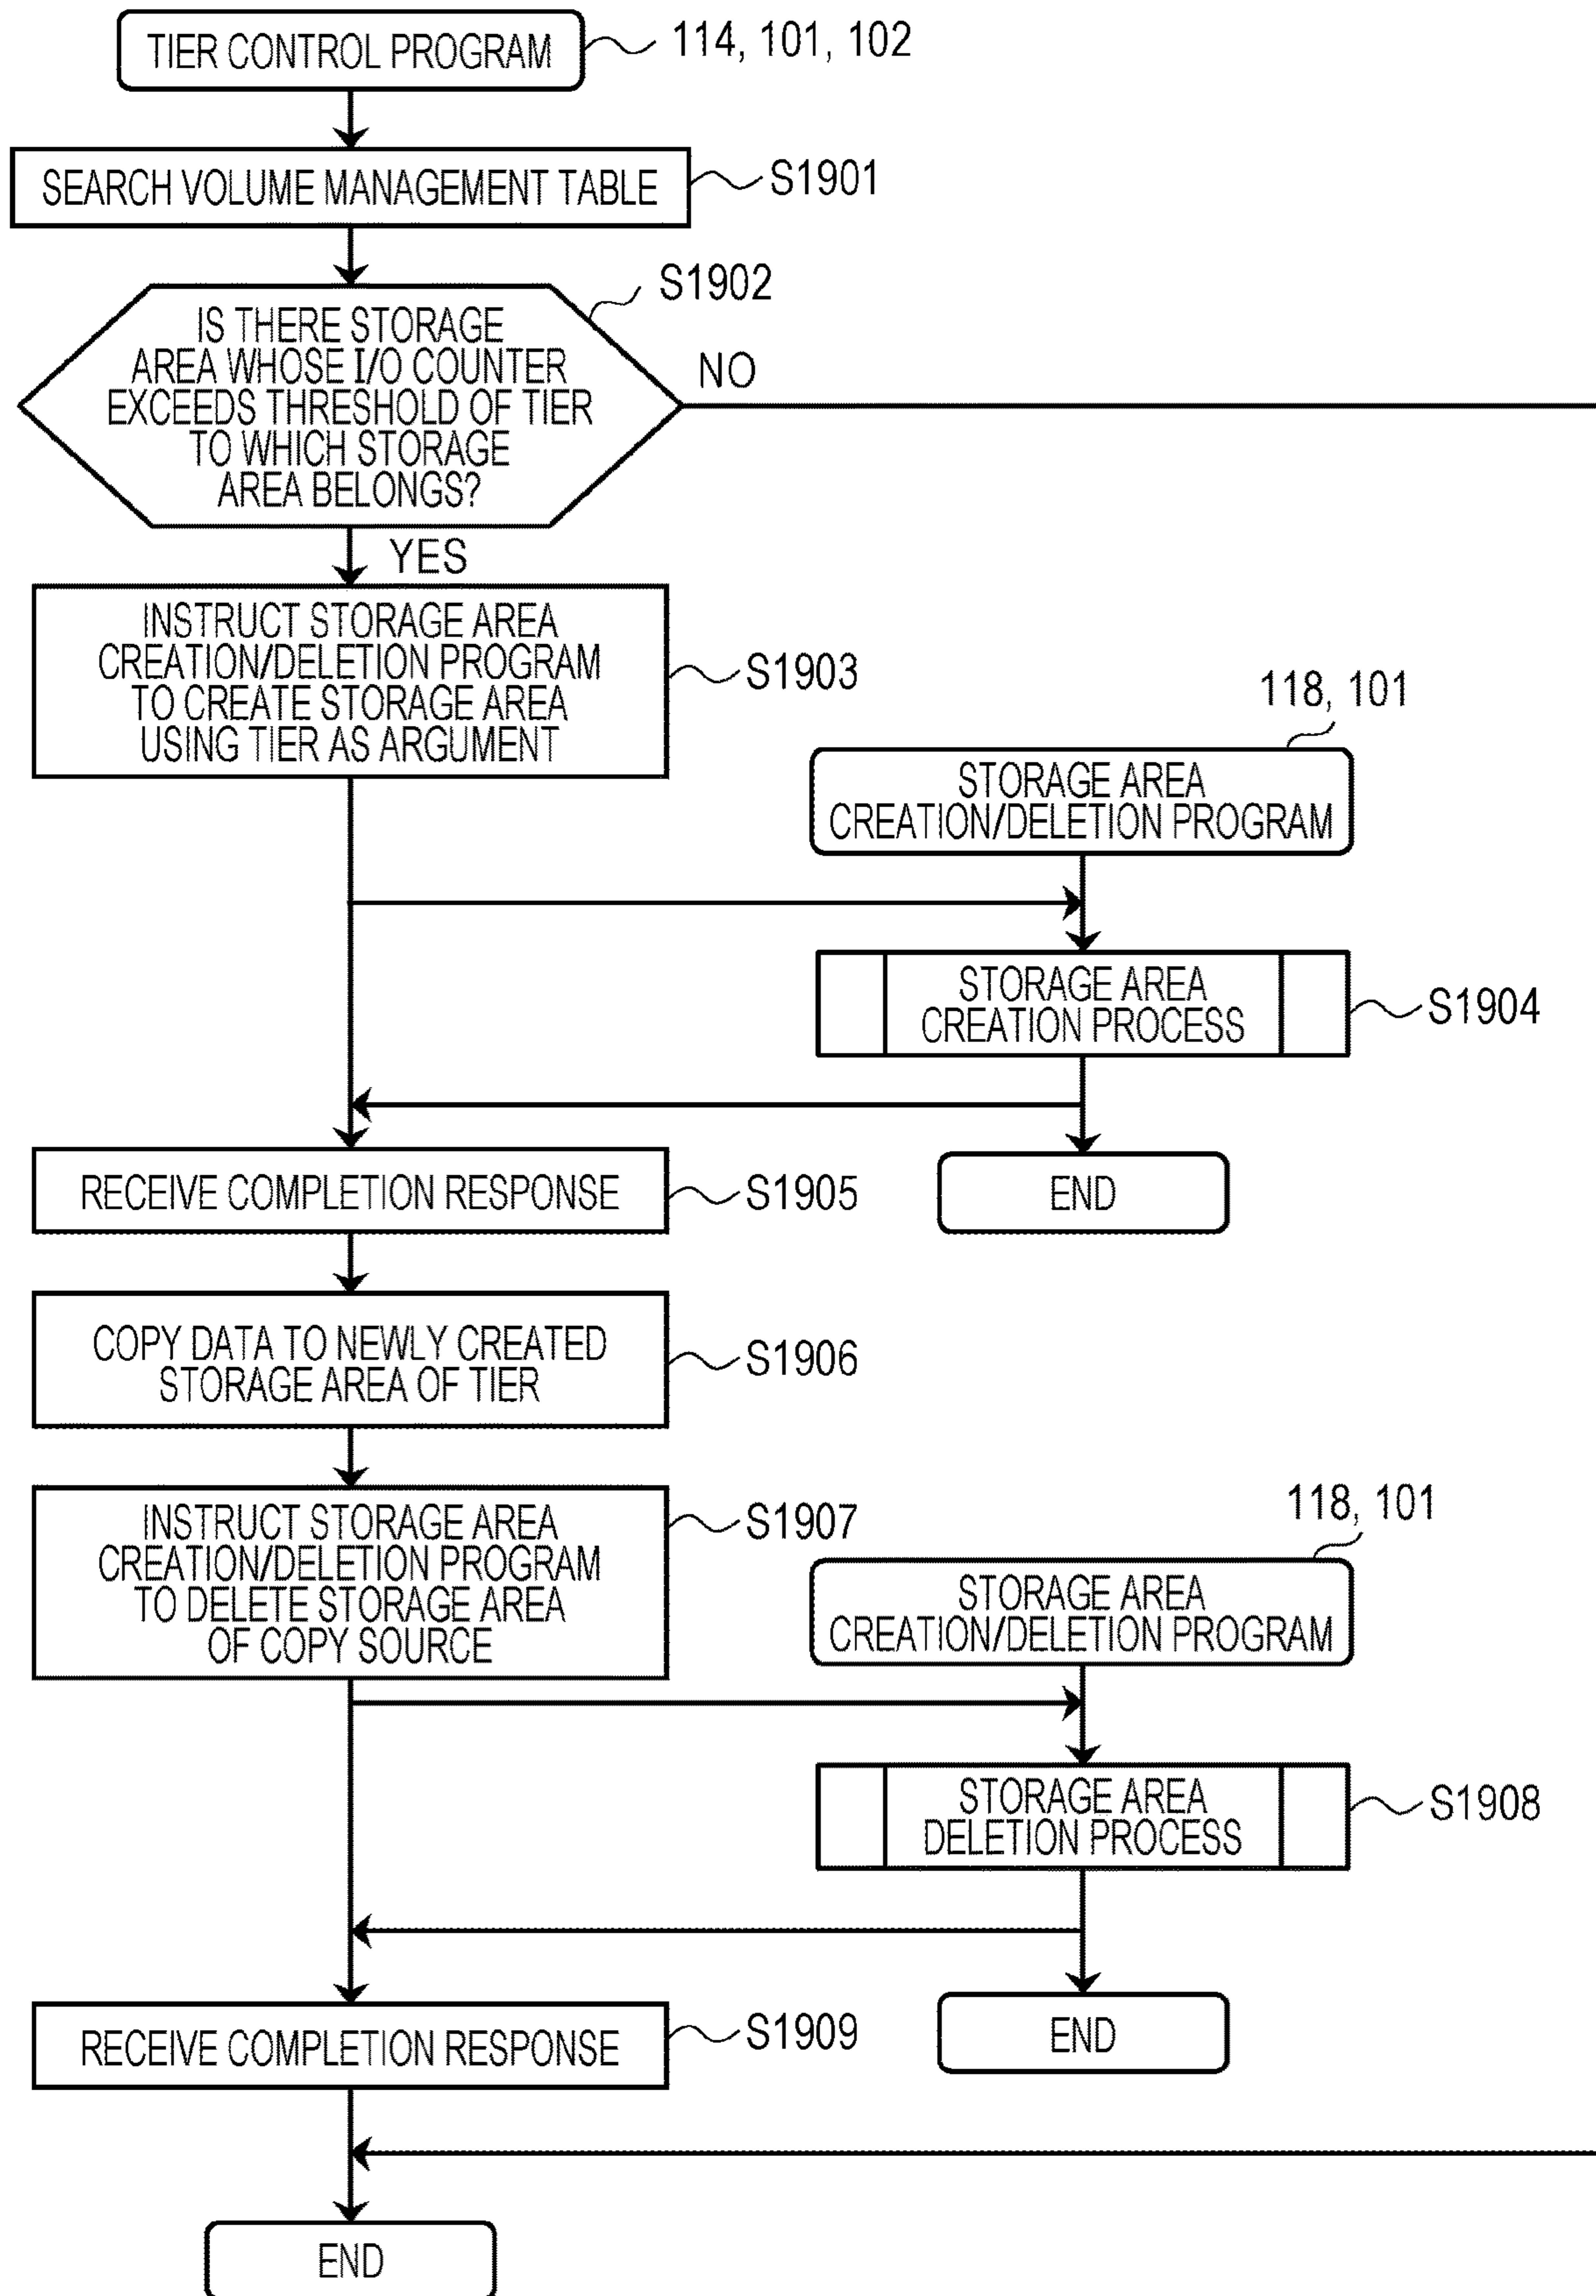 TIER CONTROL PROGRAM
114, 101, 102
SEARCH VOLUME MANAGEMENT TABLE
S1901
S1902
IS THERE STORAGE
AREA WHOSE I/O COUNTER
EXCEEDS THRESHOLD OF TIER
TO WHICH STORAGE
AREA BELONGS?
NO
YES
INSTRUCT STORAGE AREA
CREATION/DELETION PROGRAM
TO CREATE STORAGE AREA
USING TIER AS ARGUMENT
S1903
118, 101
STORAGE AREA
CREATION/DELETION PROGRAM
STORAGE AREA
CREATION PROCESS
S1904
RECEIVE COMPLETION RESPONSE
S1905
END
COPY DATA TO NEWLY CREATED
STORAGE AREA OF TIER
S1906
INSTRUCT STORAGE AREA
CREATION/DELETION PROGRAM
TO DELETE STORAGE AREA
OF COPY SOURCE
S1907
118, 101
STORAGE AREA
CREATION/DELETION PROGRAM
STORAGE AREA
DELETION PROCESS
S1908
RECEIVE COMPLETION RESPONSE
S1909
END
END